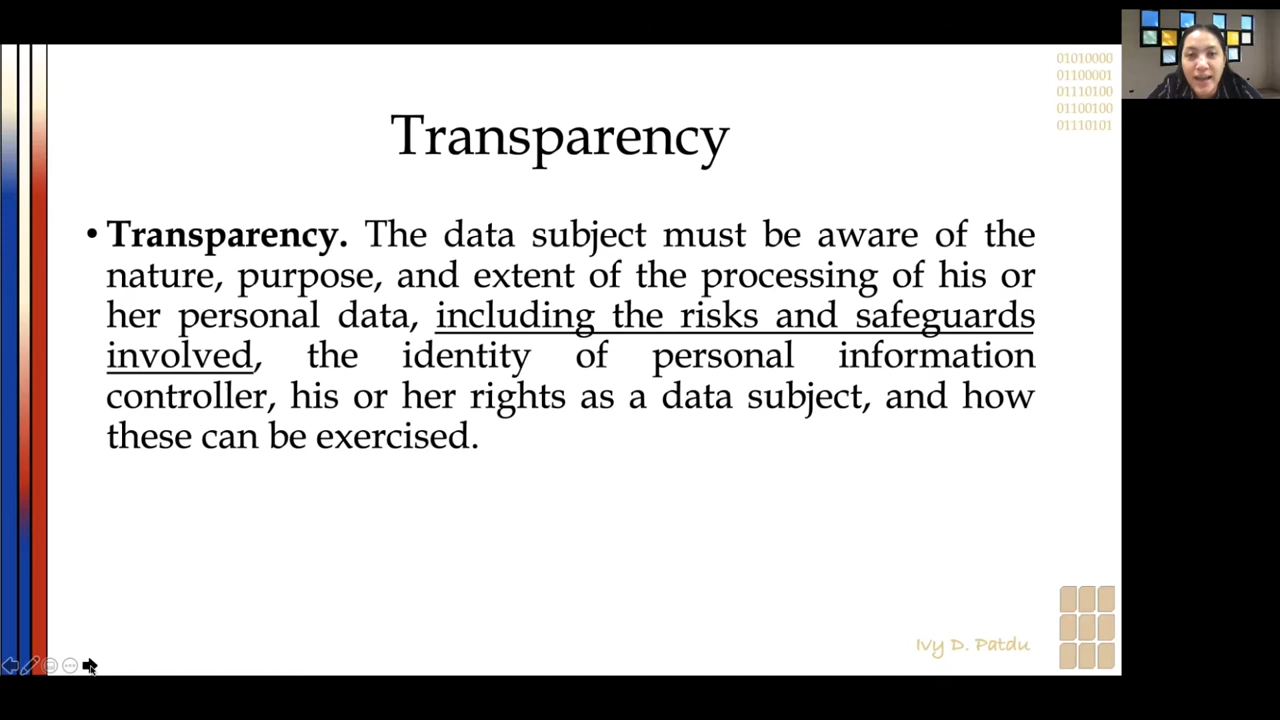 01010000
01100001
01110100
01100100
01110101
Transparency
• Transparency. The data subject must be aware of the
nature, purpose, and extent of the processing of his or
her personal data, including the risks and safeguards
involved, the identity of personal information
controller, his or her rights as a data subject, and how
these can be exercised.
Ivy D. Patdu